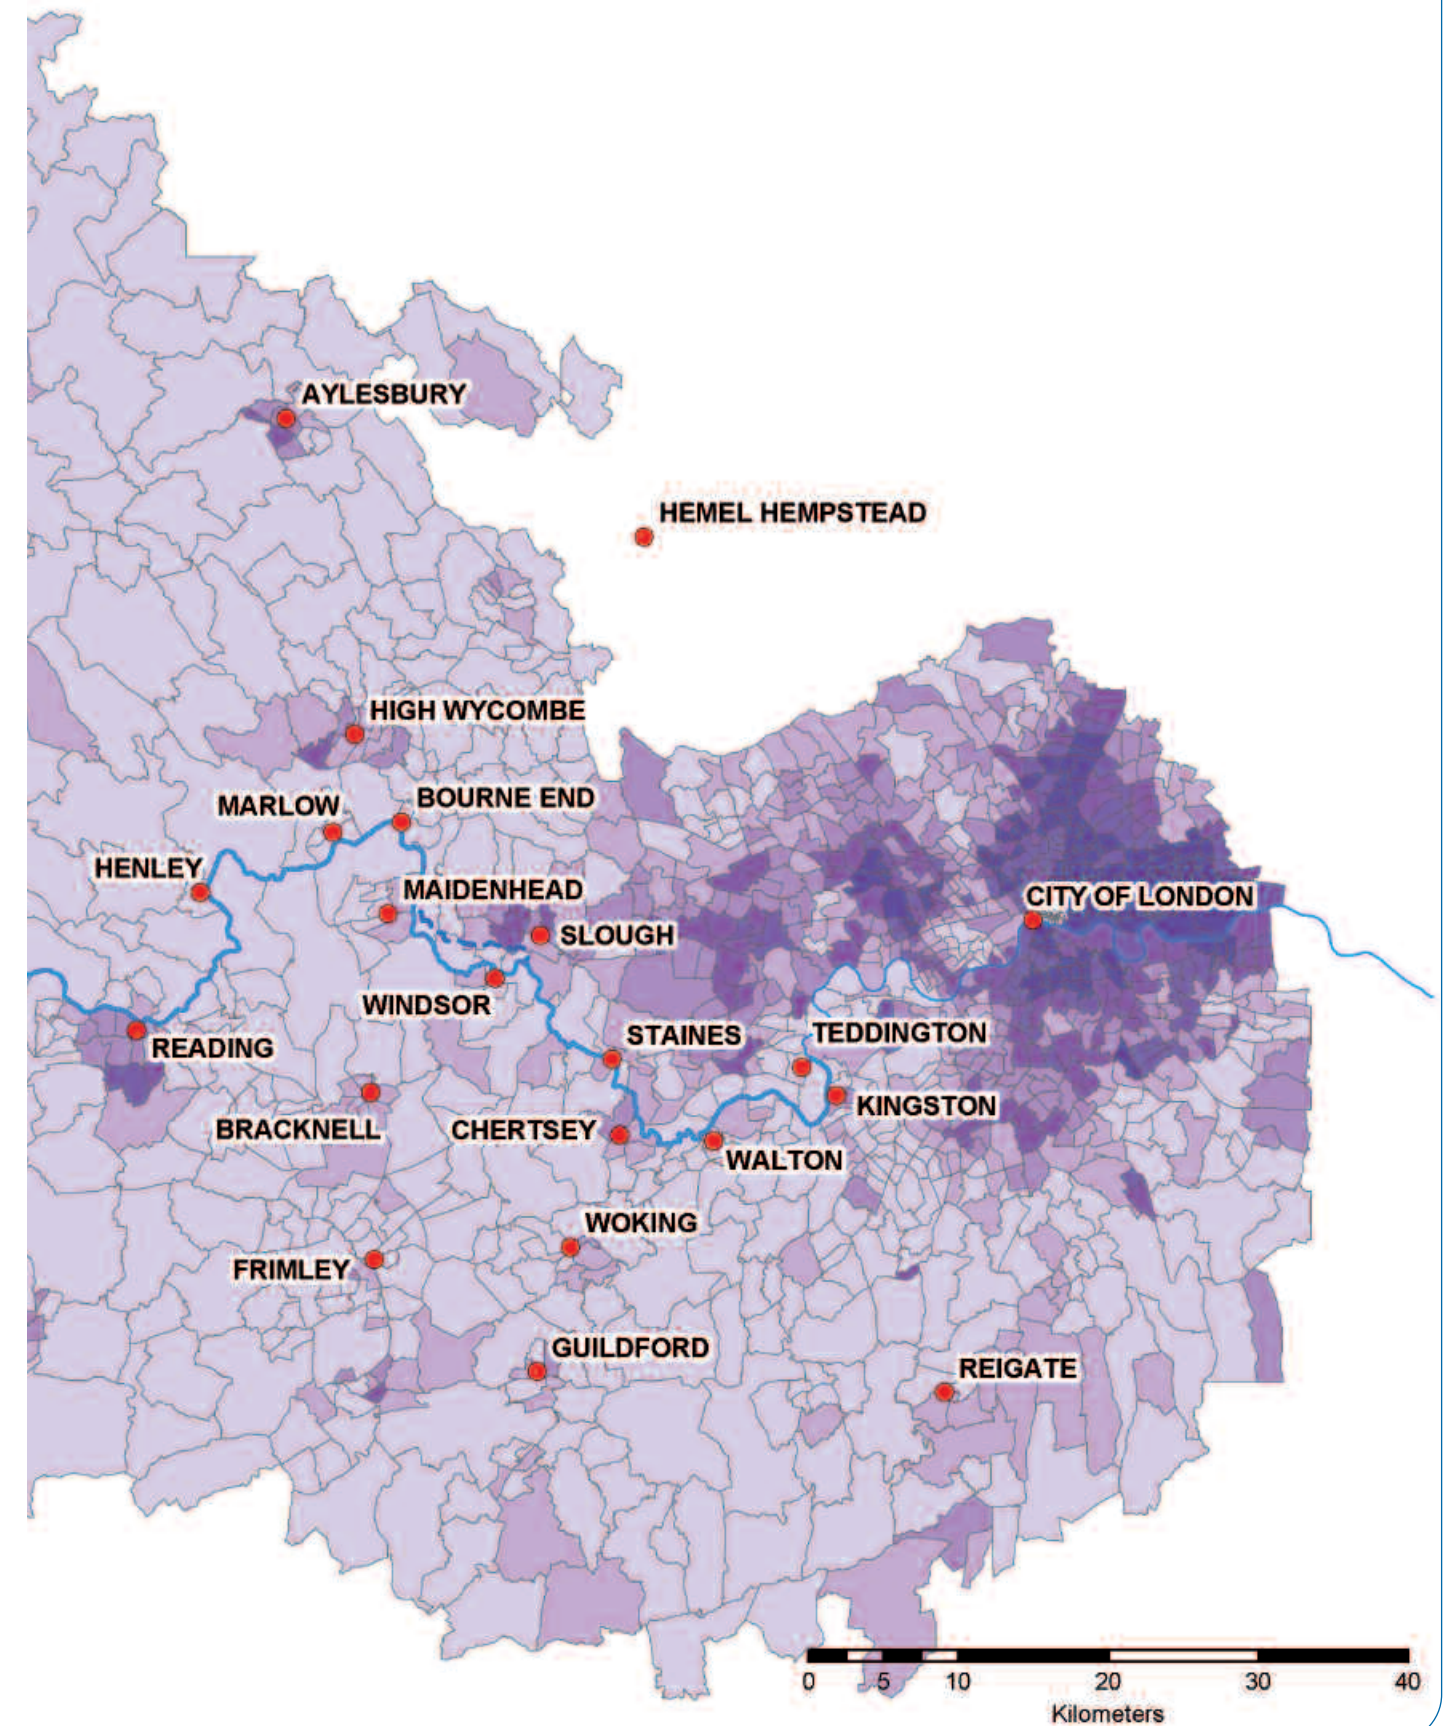 AYLESBURY
HEMEL HEMPSTEAD
HIGH WYCOMBE
BOURNE END
MARLOW
HENLEY
MAIDENHEAD
CITY OF LONDON
SLOUGH
WINDSOR
STAINES
TEDDINGTON
READING
KINGSTON
BRACKNELL
CHERTSEY
WALTON
WOKING
FRIMLEY
GUILDFORD
REIGATE
0 5 10 20 30 40
Kilometers